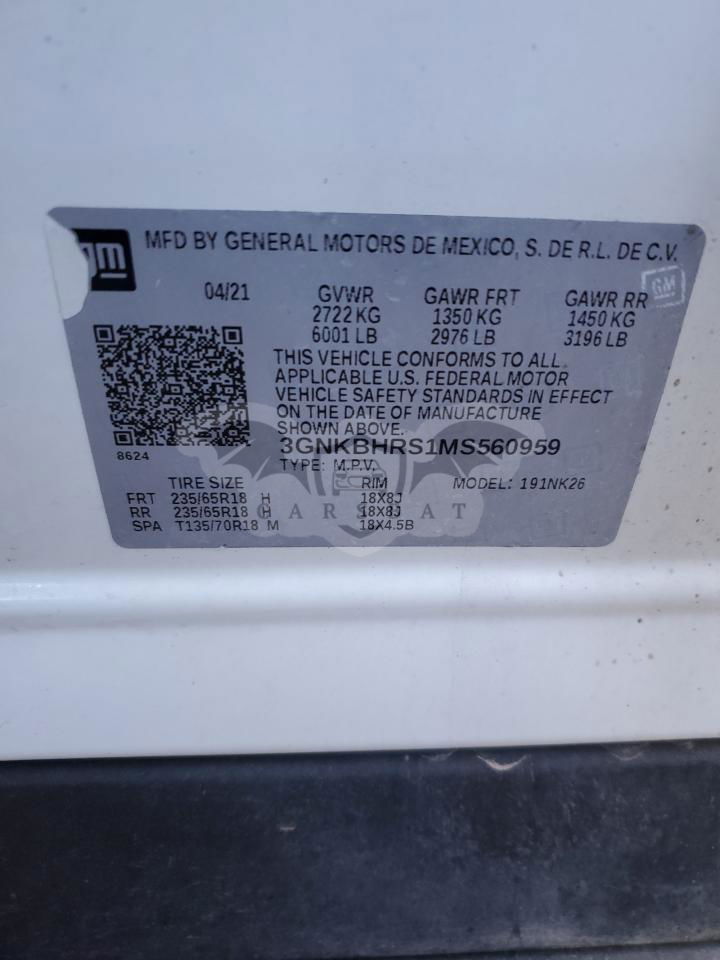 gm MFD BY GENERAL MOTORS DE MEXICO, S. DE R.L. DE C.V.
GM
04/21 GVWR GAWR FRT GAWR RR
2722 KG 1350 KG 1450 KG
6001 LB 2976 LB 3196 LB
THIS VEHICLE CONFORMS TO ALL
APPLICABLE U.S. FEDERAL MOTOR
VEHICLE SAFETY STANDARDS IN EFFECT
ON THE DATE OF MANUFACTURE
SHOWN ABOVE.
8624 3GNKBHRS1MS560959
TYPE: M.P.V.
TIRE SIZE RIM MODEL: 191NK26
FRT 235/65R18 H 18X8J
RR 235/65R18 H 18X8J
SPA T135/70R18 M 18X4.5B